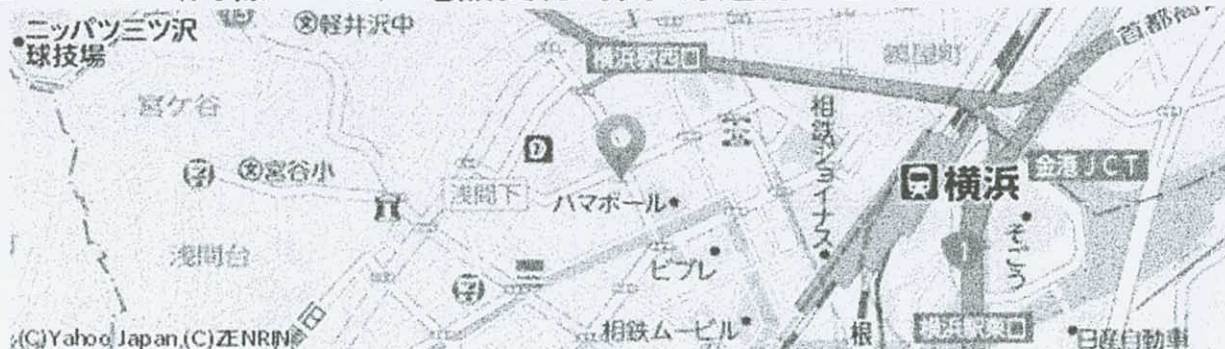 ニッパツ三ツ沢
球技場
軽井沢中
横浜駅西口
鶴屋町
首都高
宮ケ谷
相鉄ジョイナス
宮谷小
浅間下
ハマボール
横浜
金港JCT
浅間台
ビブレ
そごう
相鉄ムービル
根
横浜駅東口
日産自動車
(C)Yahoo Japan,(C)ZENRIN